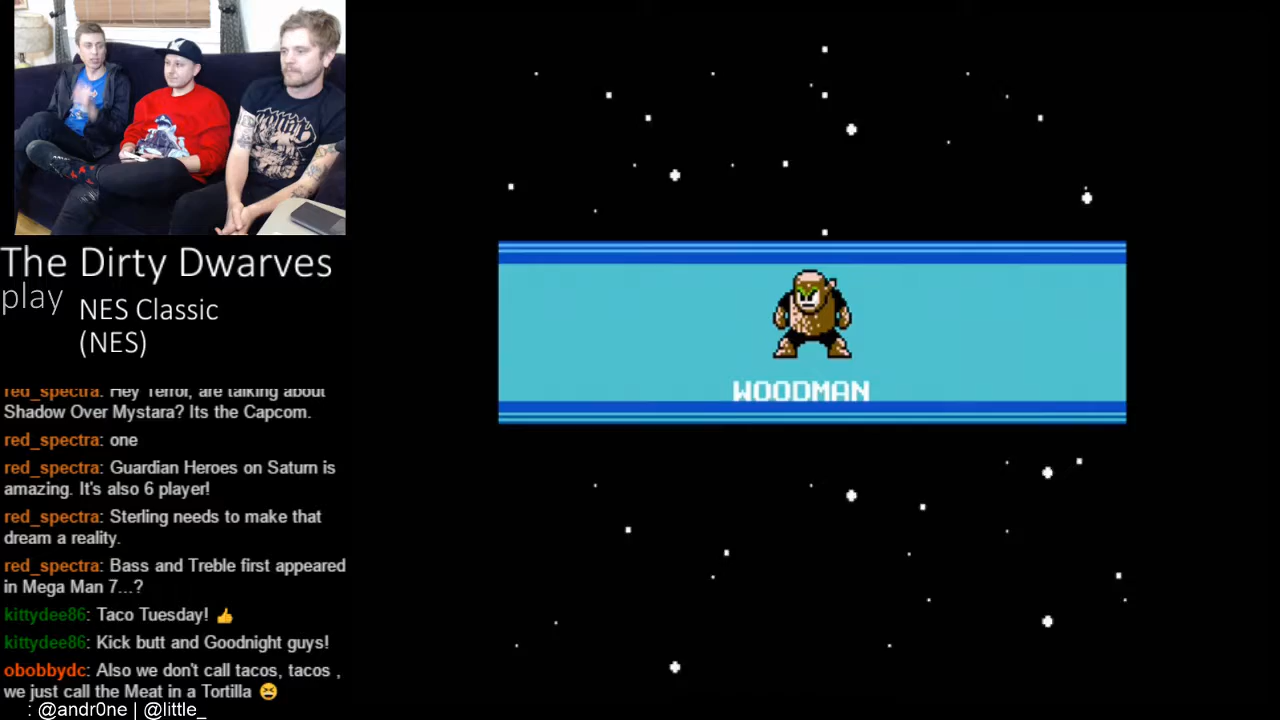 The Dirty Dwarves
play NES Classic
(NES)
red_spectra: Hey Terror, are talking about
Shadow Over Mystara? Its the Capcom.
red_spectra: one
red_spectra: Guardian Heroes on Saturn is
amazing. It's also 6 player!
red_spectra: Sterling needs to make that
dream a reality.
red_spectra: Bass and Treble first appeared
in Mega Man 7...?
kittydee86: Taco Tuesday! 👍
kittydee86: Kick butt and Goodnight guys!
obobbydc: Also we don't call tacos, tacos ,
we just call the Meat in a Tortilla 😆
: @andr0ne | @little_
WOODMAN